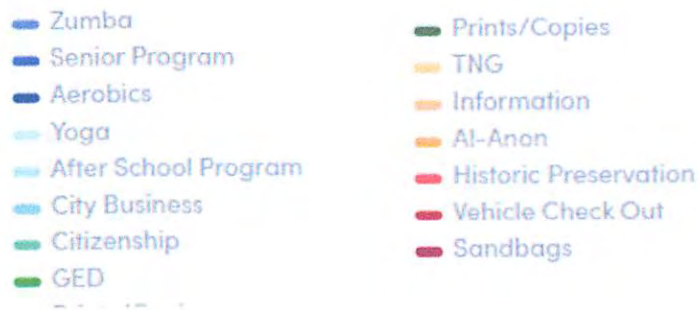 Zumba
Senior Program
Aerobics
Yoga
After School Program
City Business
Citizenship
GED
Prints/Copies
TNG
Information
Al-Anon
Historic Preservation
Vehicle Check Out
Sandbags